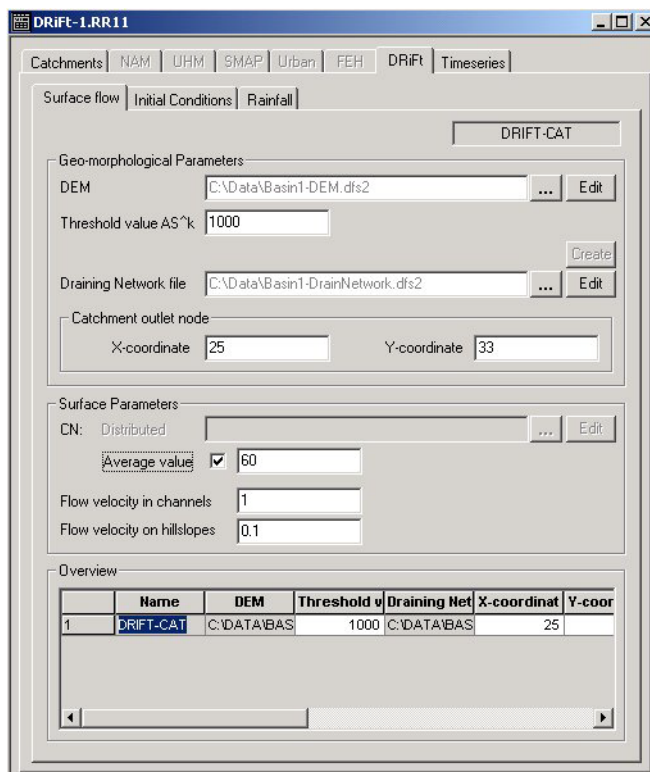 DRiFt-1.RR11
Catchments NAM UHM SMAP Urban FEH DRiFt Timeseries
Surface flow Initial Conditions Rainfall
DRIFT-CAT
Geo-morphological Parameters
DEM C:\Data\Basin1-DEM.dfs2 ... Edit
Threshold value AS^k 1000
Create
Draining Network file C:\Data\Basin1-DrainNetwork.dfs2 ... Edit
Catchment outlet node
X-coordinate 25 Y-coordinate 33
Surface Parameters
CN: Distributed ... Edit
Average value 60
Flow velocity in channels 1
Flow velocity on hillslopes 0.1
Overview
Name DEM Threshold v Draining Net X-coordinat Y-coor
1 DRIFT-CAT C:\DATA\BAS 1000 C:\DATA\BAS 25